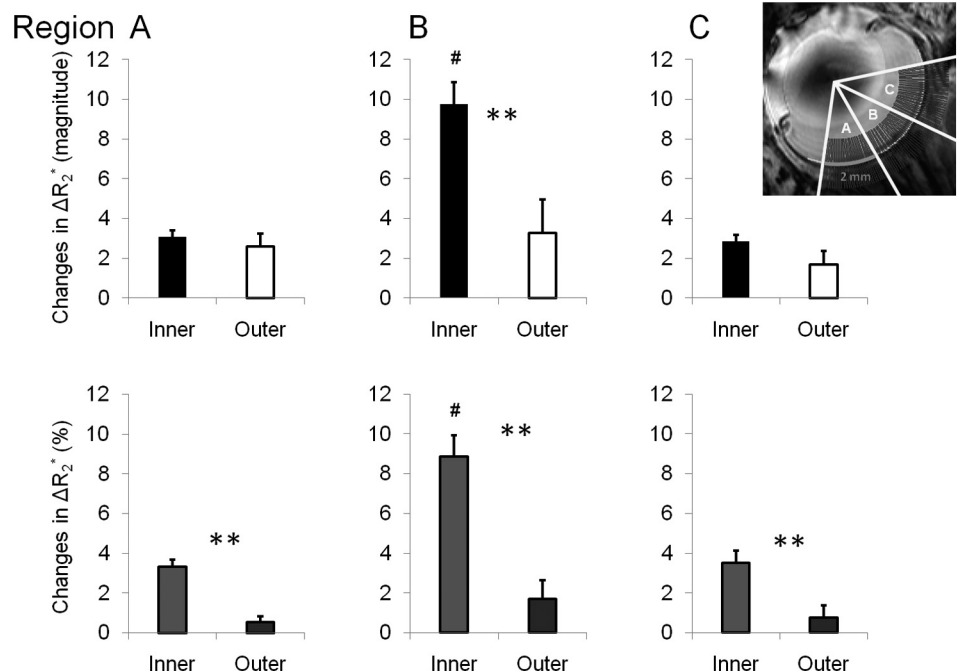 Region A B C
12 # 12 12
10 10 10
8 ** 8 8
6 6 6
4 4 4
2 2 2
0 0 0
Changes in ΔR₂* (magnitude)
Inner Outer Inner Outer Inner Outer
A B C
2 mm
12 # 12 12
10 ** 10 10
8 8 8
6 6 6
4 ** 4 4 **
2 2 2
0 0 0
Changes in ΔR₂* (%)
Inner Outer Inner Outer Inner Outer